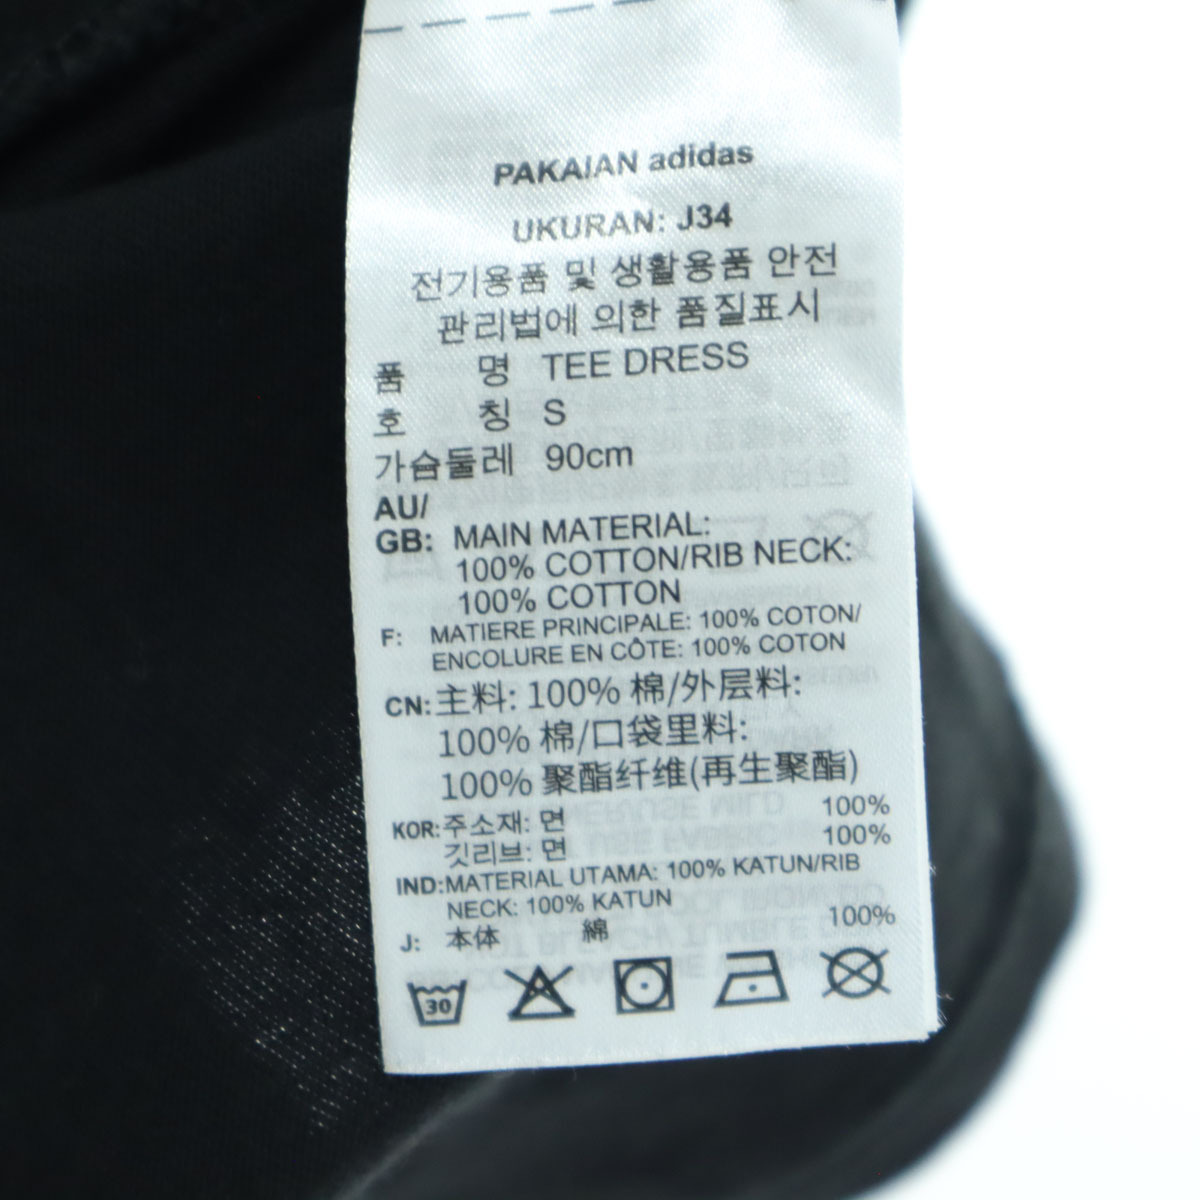 PAKAIAN adidas
UKURAN: J34
전기용품 및 생활용품 안전
관리법에 의한 품질표시
품 명 TEE DRESS
호 칭 S
가슴둘레 90cm
AU/
GB: MAIN MATERIAL:
100% COTTON/RIB NECK:
100% COTTON
F: MATIERE PRINCIPALE: 100% COTON/
ENCOLURE EN CÔTE: 100% COTON
CN: 主料: 100% 棉/外层料:
100% 棉/口袋里料:
100% 聚酯纤维(再生聚酯)
KOR: 주소재: 면 100%
깃리브: 면 100%
IND: MATERIAL UTAMA: 100% KATUN/RIB
NECK: 100% KATUN
J: 本体 綿 100%
30